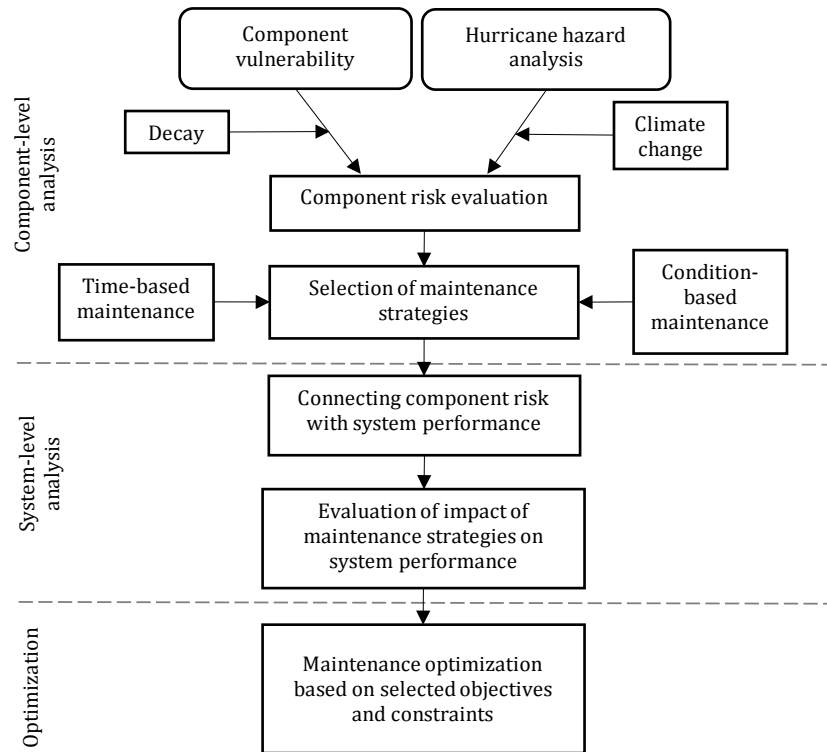 Component
vulnerability
Hurricane hazard
analysis
Decay
Climate
change
Component risk evaluation
Time-based
maintenance
Selection of maintenance
strategies
Condition-
based
maintenance
Component-level
analysis
Connecting component risk
with system performance
Evaluation of impact of
maintenance strategies on
system performance
System-level
analysis
Maintenance optimization
based on selected objectives
and constraints
Optimization